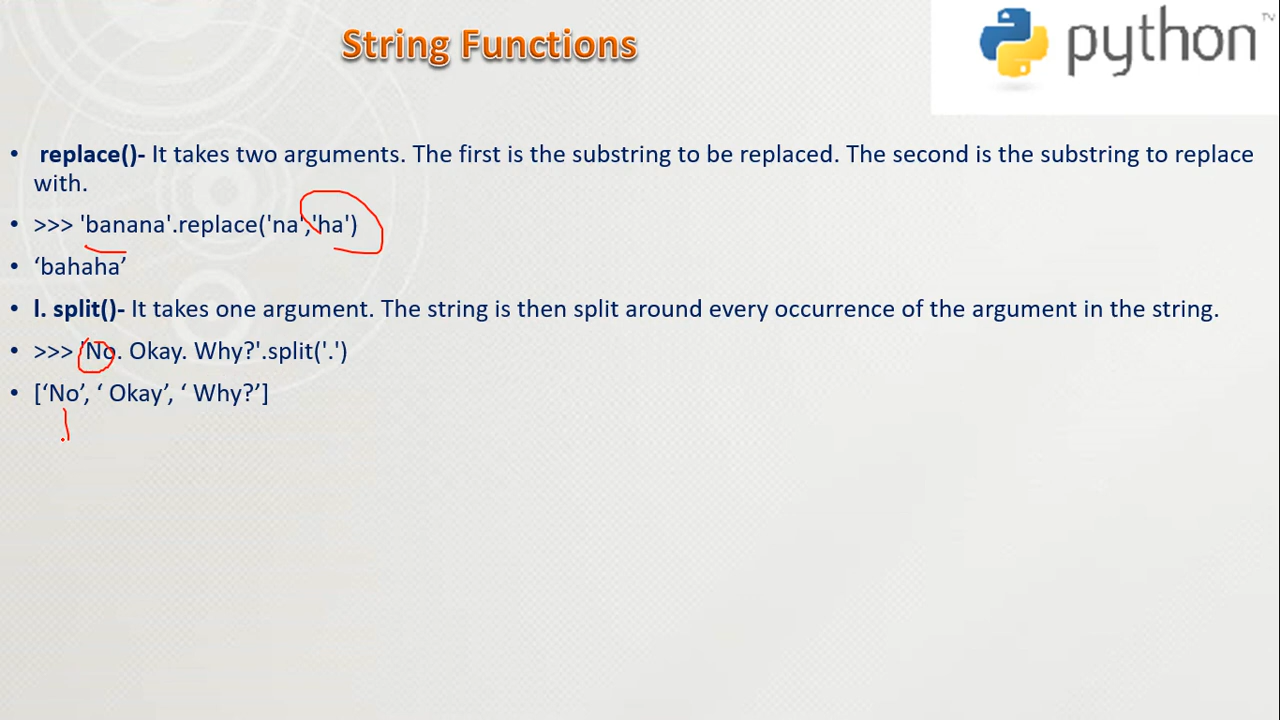 String Functions
python
TV
• replace()- It takes two arguments. The first is the substring to be replaced. The second is the substring to replace
with.
• >>> 'banana'.replace('na','ha')
• ‘bahaha’
• l. split()- It takes one argument. The string is then split around every occurrence of the argument in the string.
• >>> 'No. Okay. Why?'.split('.')
• [‘No’, ‘ Okay’, ‘ Why?’]